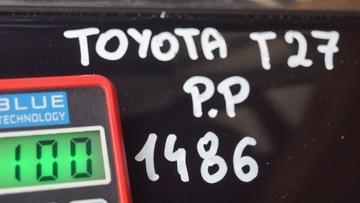 TOYOTA T27
P.P
1486
BLUE
TECHNOLOGY
100